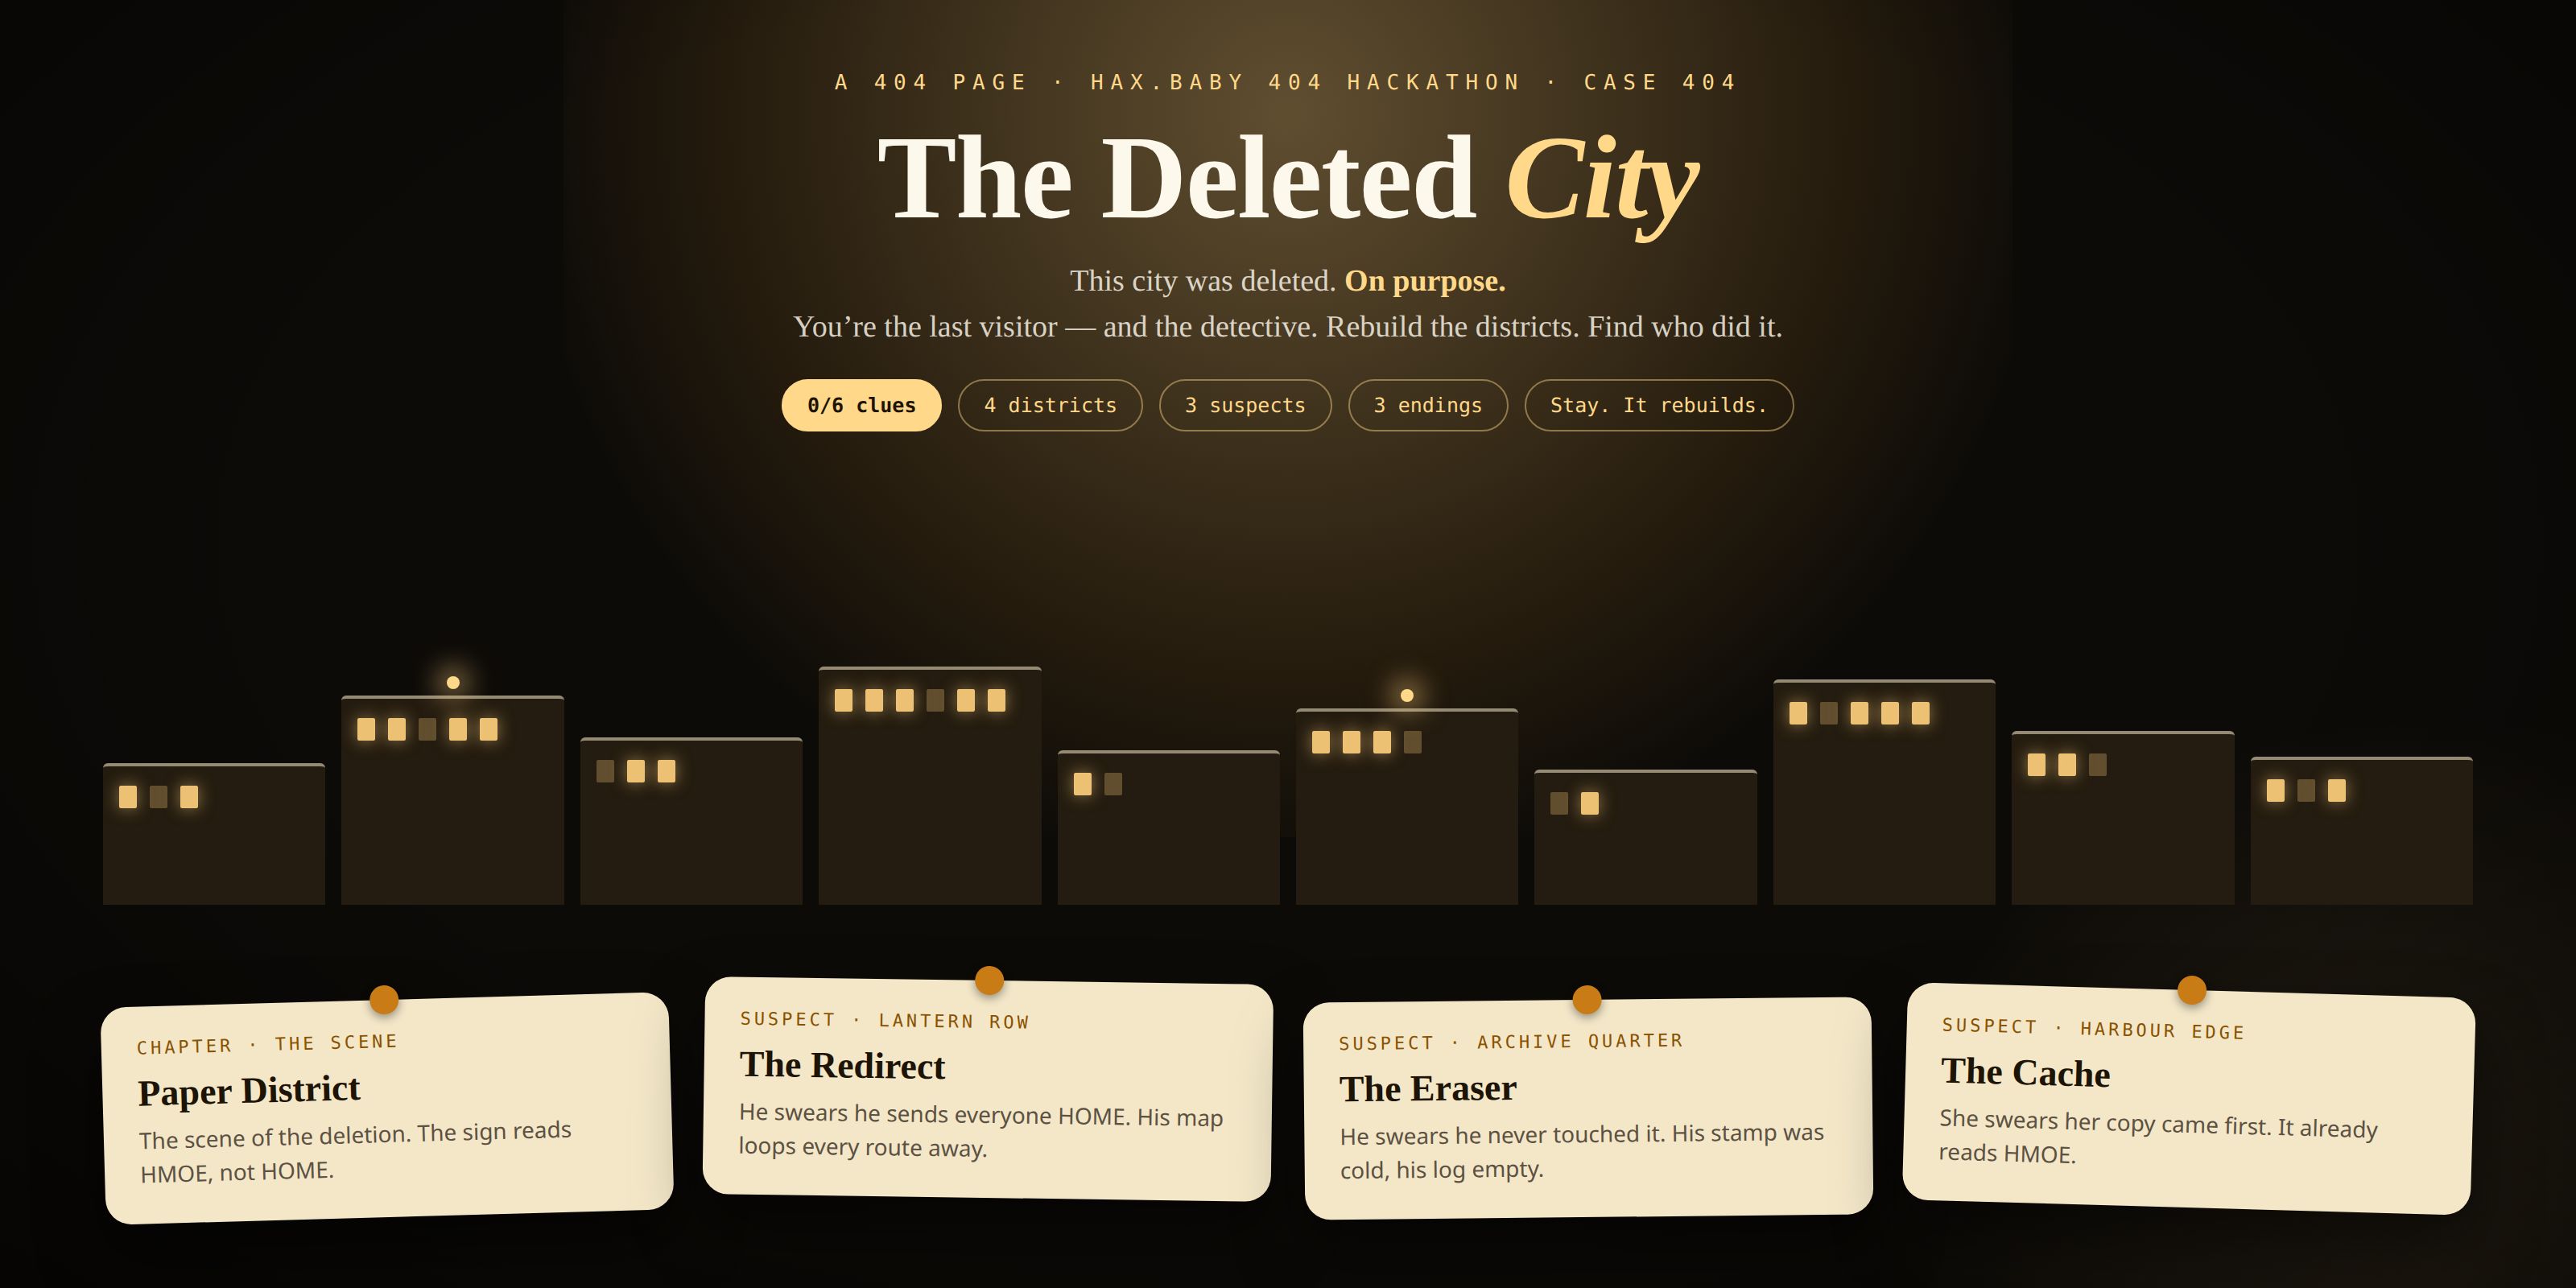 A 404 PAGE · HAX.BABY 404 HACKATHON · CASE 404
The Deleted City
This city was deleted. On purpose.
You’re the last visitor — and the detective. Rebuild the districts. Find who did it.
0/6 clues
4 districts
3 suspects
3 endings
Stay. It rebuilds.
CHAPTER · THE SCENE
Paper District
The scene of the deletion. The sign reads
HMOE, not HOME.
SUSPECT · LANTERN ROW
The Redirect
He swears he sends everyone HOME. His map
loops every route away.
SUSPECT · ARCHIVE QUARTER
The Eraser
He swears he never touched it. His stamp was
cold, his log empty.
SUSPECT · HARBOUR EDGE
The Cache
She swears her copy came first. It already
reads HMOE.